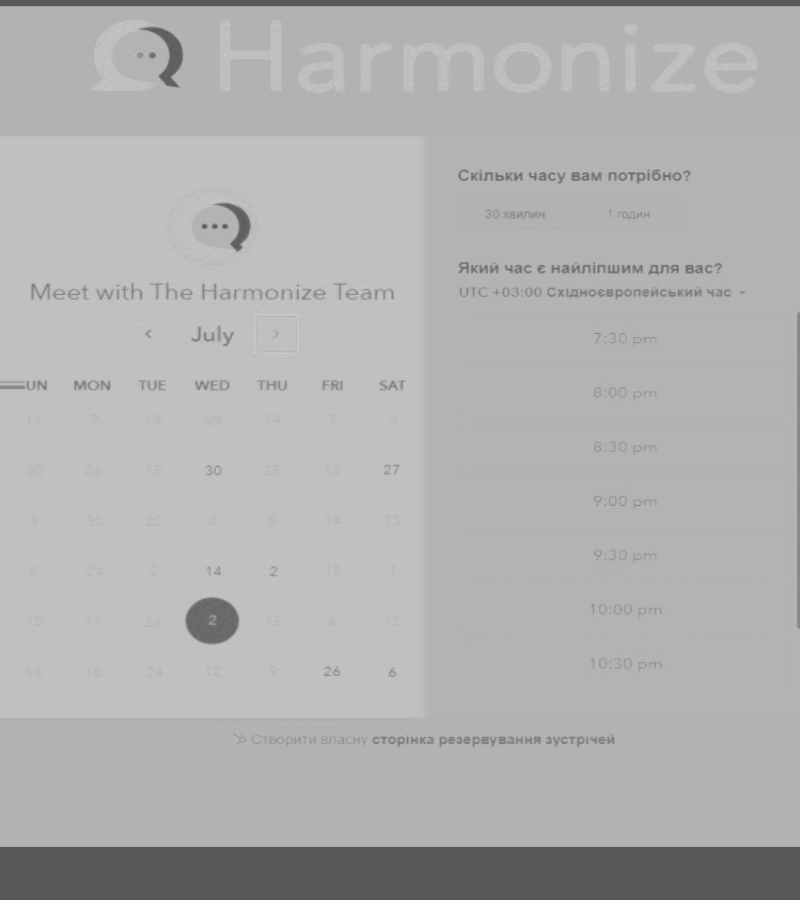 Harmonize
Meet with The Harmonize Team
July
UN MON TUE WED THU FRI SAT
11 9 19 29 14 7 3
30 26 15 30 25 12 27
1 30 22 8 5 14 13
6 24 2 14 2 15 1
15 11 26 2 15 6 12
18 18 24 12 9 26 6
Скільки часу вам потрібно?
30 хвилин 1 годин
Який час є найліпшим для вас?
UTC +03:00 Східноєвропейський час
7:30 pm
8:00 pm
8:30 pm
9:00 pm
9:30 pm
10:00 pm
10:30 pm
Створити власну сторінка резервування зустрічей